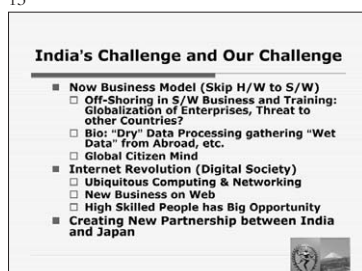 13
India's Challenge and Our Challenge
Now Business Model (Skip H/W to S/W)
Off-Shoring in S/W Business and Training:
Globalization of Enterprises, Threat to
other Countries?
Bio: “Dry” Data Processing gathering “Wet
Data” from Abroad, etc.
Global Citizen Mind
Internet Revolution (Digital Society)
Ubiquitous Computing & Networking
New Business on Web
High Skilled People has Big Opportunity
Creating New Partnership between India
and Japan